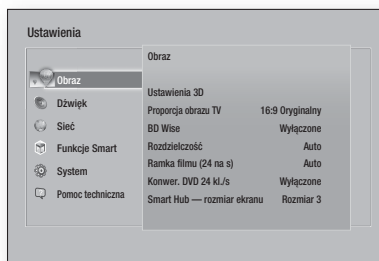 Ustawienia
Obraz
Dźwięk
Sieć
Funkcje Smart
System
Pomoc techniczna
Obraz
Ustawienia 3D
Proporcja obrazu TV 16:9 Oryginalny
BD Wise Wyłączone
Rozdzielczość Auto
Ramka filmu (24 na s) Auto
Konwer. DVD 24 kl./s Wyłączone
Smart Hub — rozmiar ekranu Rozmiar 3